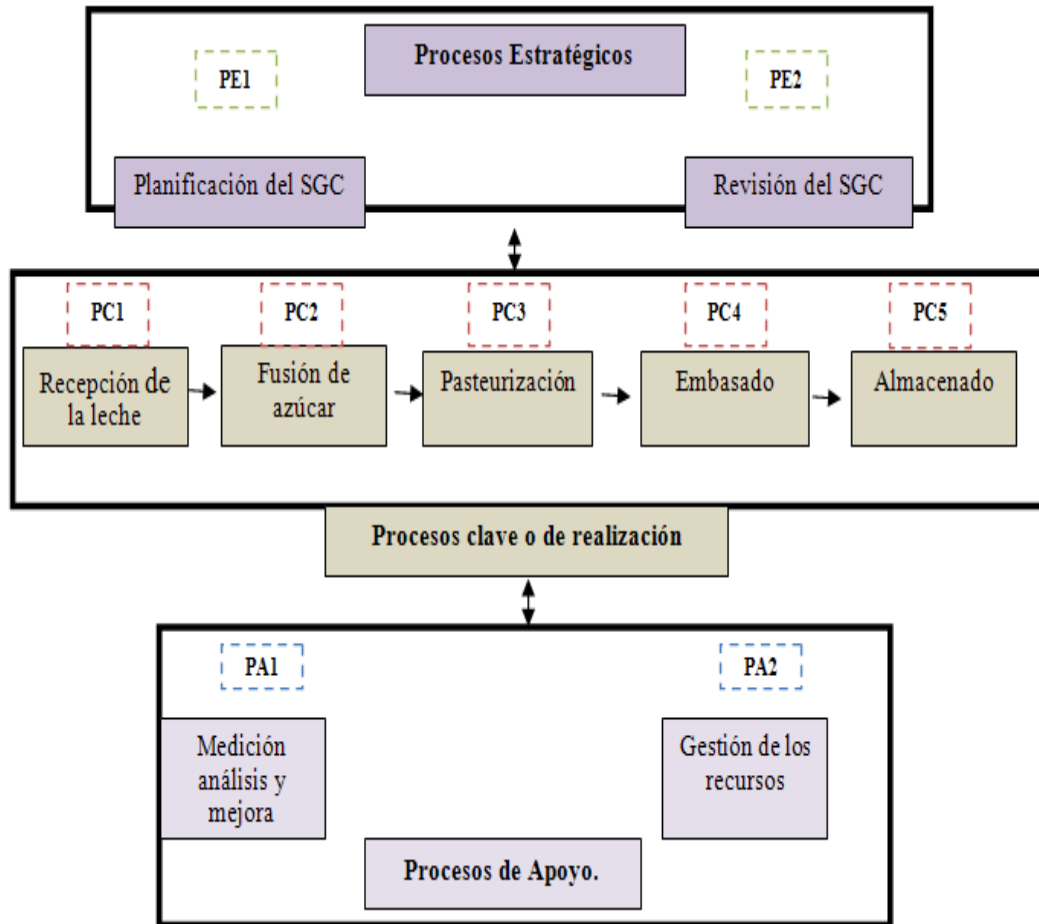 Procesos Estratégicos
PE1
PE2
Planificación del SGC
Revisión del SGC
PC1
PC2
PC3
PC4
PC5
Recepción de
la leche
Fusión de
azúcar
Pasteurización
Embasado
Almacenado
Procesos clave o de realización
PA1
PA2
Medición
análisis y
mejora
Gestión de los
recursos
Procesos de Apoyo.